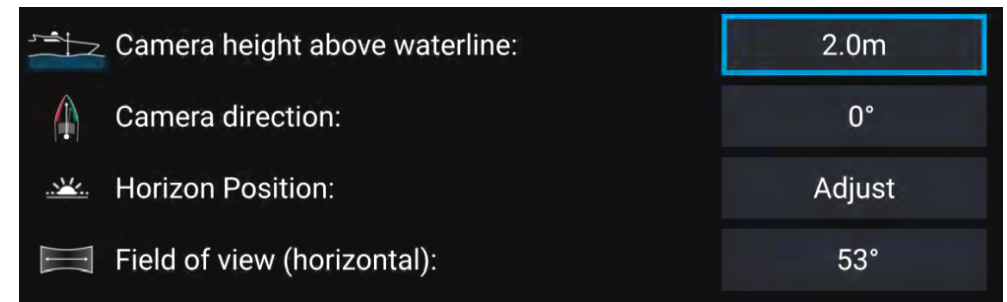 Camera height above waterline: 2.0m
Camera direction: 0°
Horizon Position: Adjust
Field of view (horizontal): 53°